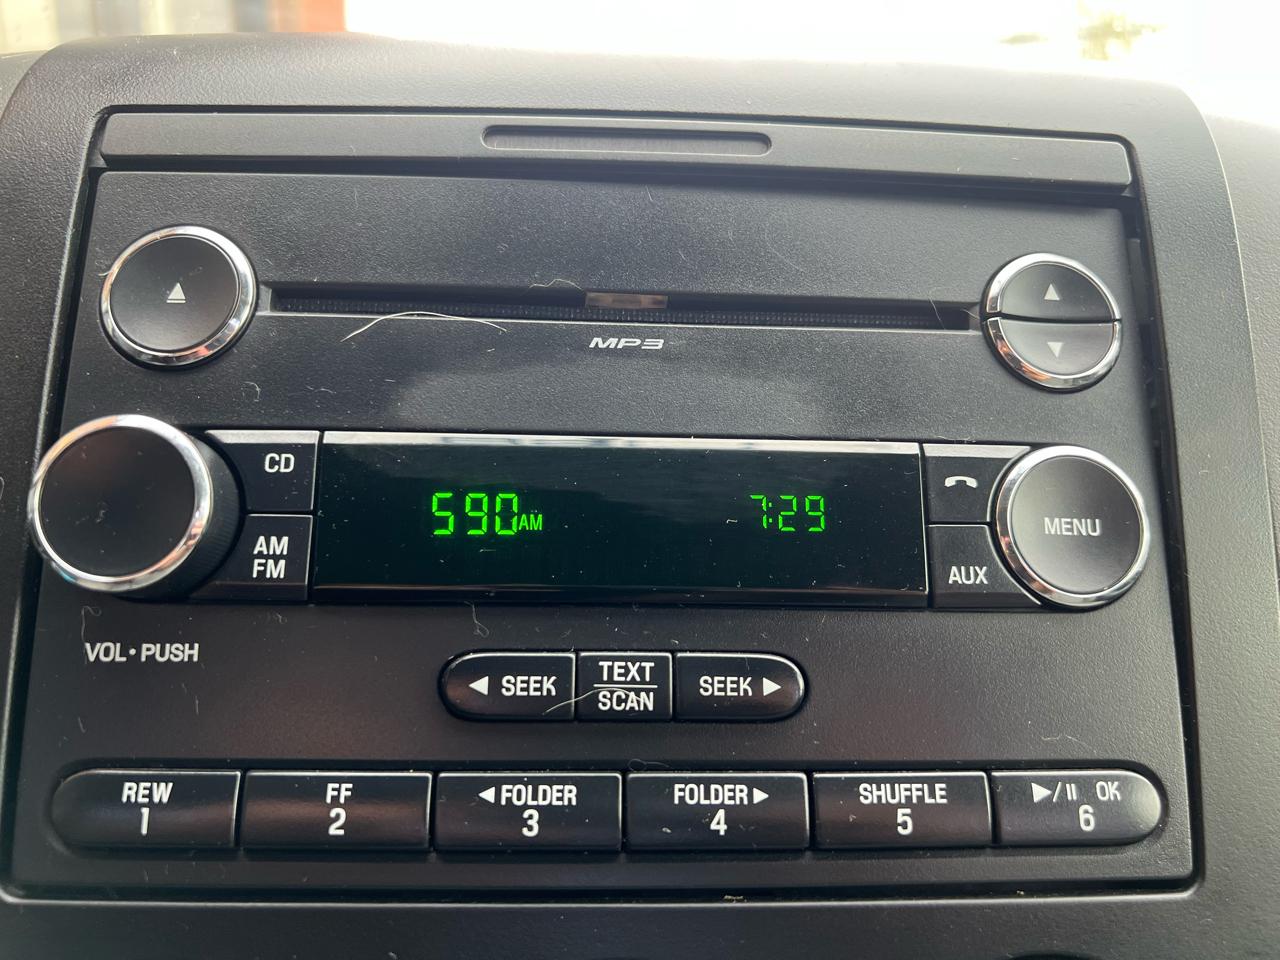 MP3
CD
590AM 7:29
MENU
AM
FM
AUX
VOL•PUSH
◀ SEEK
TEXT
SCAN
SEEK ▶
REW
1
FF
2
◀FOLDER
3
FOLDER▶
4
SHUFFLE
5
▶/II OK
6